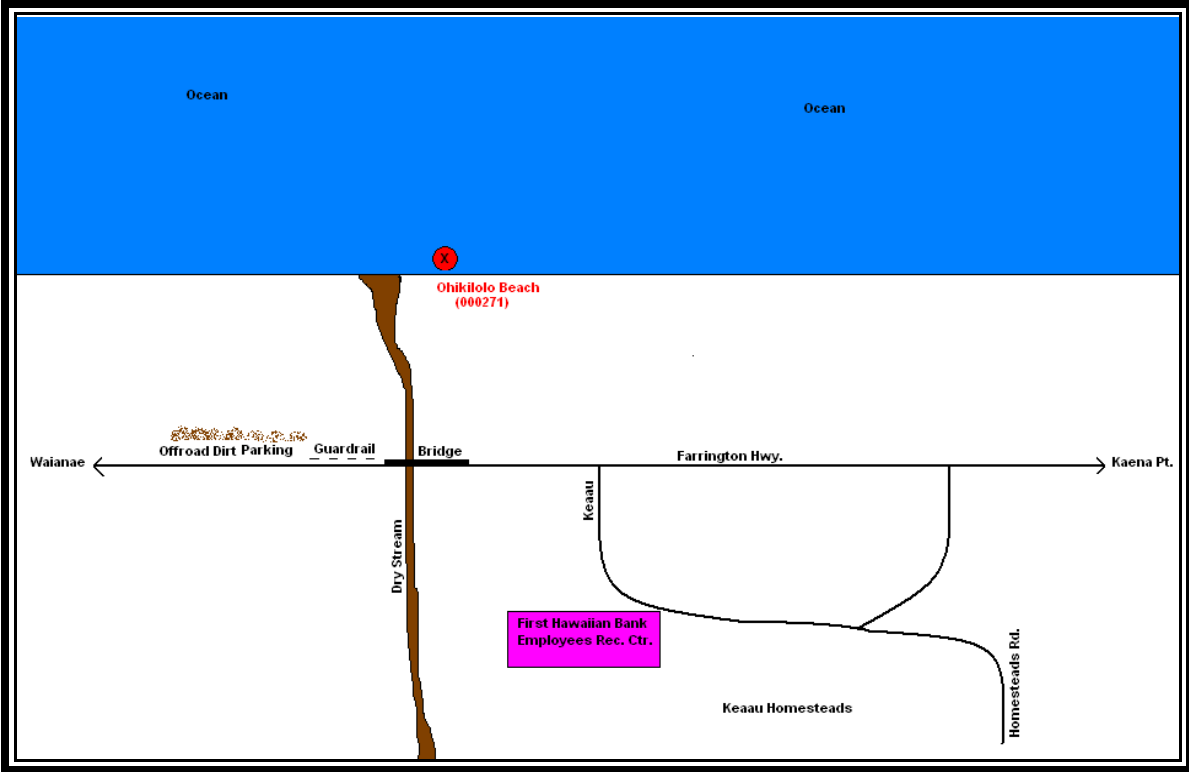 Ocean
Ocean
X
Ohikilolo Beach
(000271)
Offroad Dirt Parking
Guardrail
Bridge
Waianae
Farrington Hwy.
Kaena Pt.
Keaau
Dry Stream
First Hawaiian Bank
Employees Rec. Ctr.
Homesteads Rd.
Keaau Homesteads